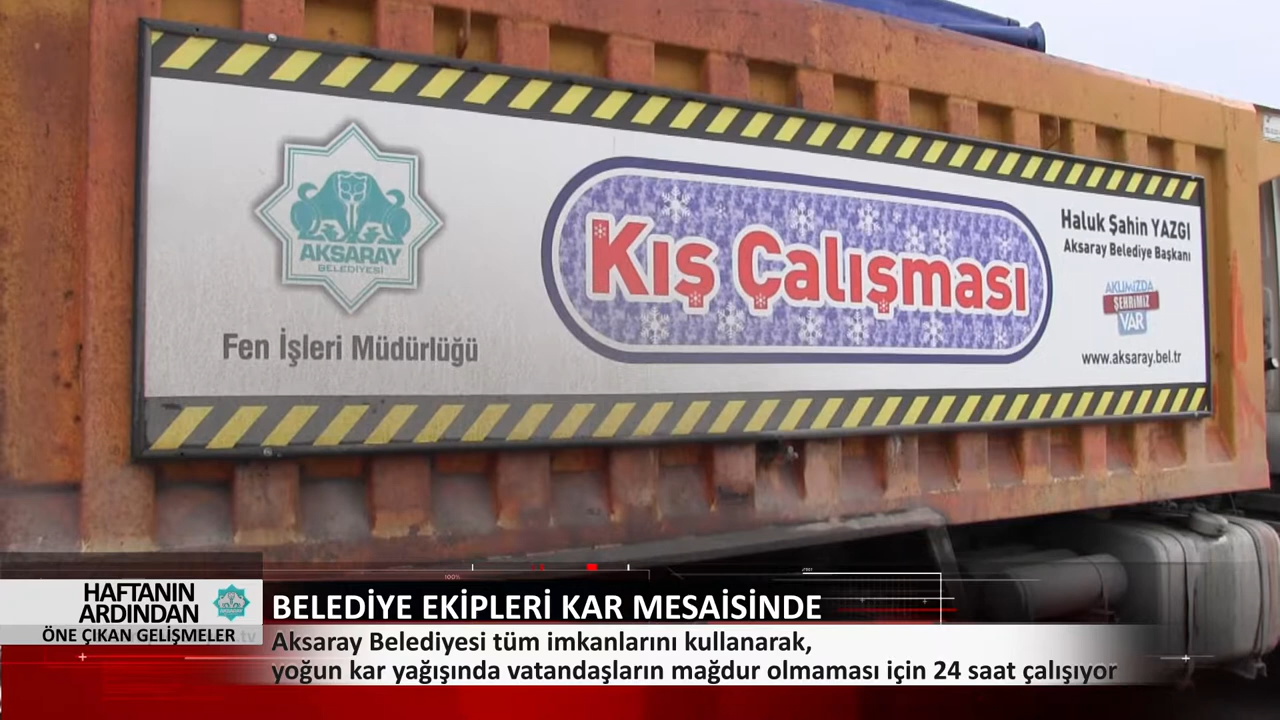 AKSARAY
BELEDİYESİ
Fen İşleri Müdürlüğü
Kış Çalışması
Haluk Şahin YAZGI
Aksaray Belediye Başkanı
AKLIMIZDA
ŞEHRİMİZ
VAR
www.aksaray.bel.tr
100%
HAFTANIN
ARDINDAN
ÖNE ÇIKAN GELİŞMELER
BELEDİYE EKİPLERİ KAR MESAİSİNDE
Aksaray Belediyesi tüm imkanlarını kullanarak,
yoğun kar yağışında vatandaşların mağdur olmaması için 24 saat çalışıyor